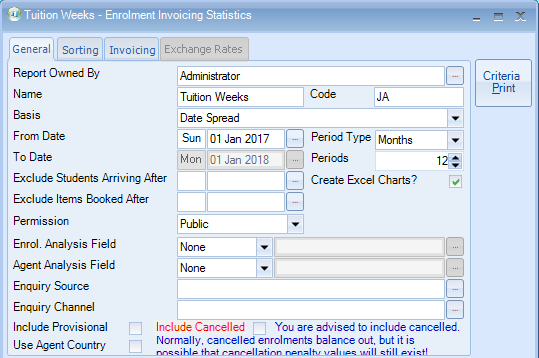 Tuition Weeks - Enrolment Invoicing Statistics
General Sorting Invoicing Exchange Rates
Report Owned By Administrator ...
Criteria
Print
Name Tuition Weeks Code JA
Basis Date Spread
From Date Sun 01 Jan 2017 ... Period Type Months
To Date Mon 01 Jan 2018 ... Periods 12
Exclude Students Arriving After ... Create Excel Charts?
Exclude Items Booked After ...
Permission Public
Enrol. Analysis Field None ...
Agent Analysis Field None ...
Enquiry Source ...
Enquiry Channel ...
Include Provisional Include Cancelled You are advised to include cancelled.
Use Agent Country Normally, cancelled enrolments balance out, but it is
possible that cancellation penalty values will still exist!